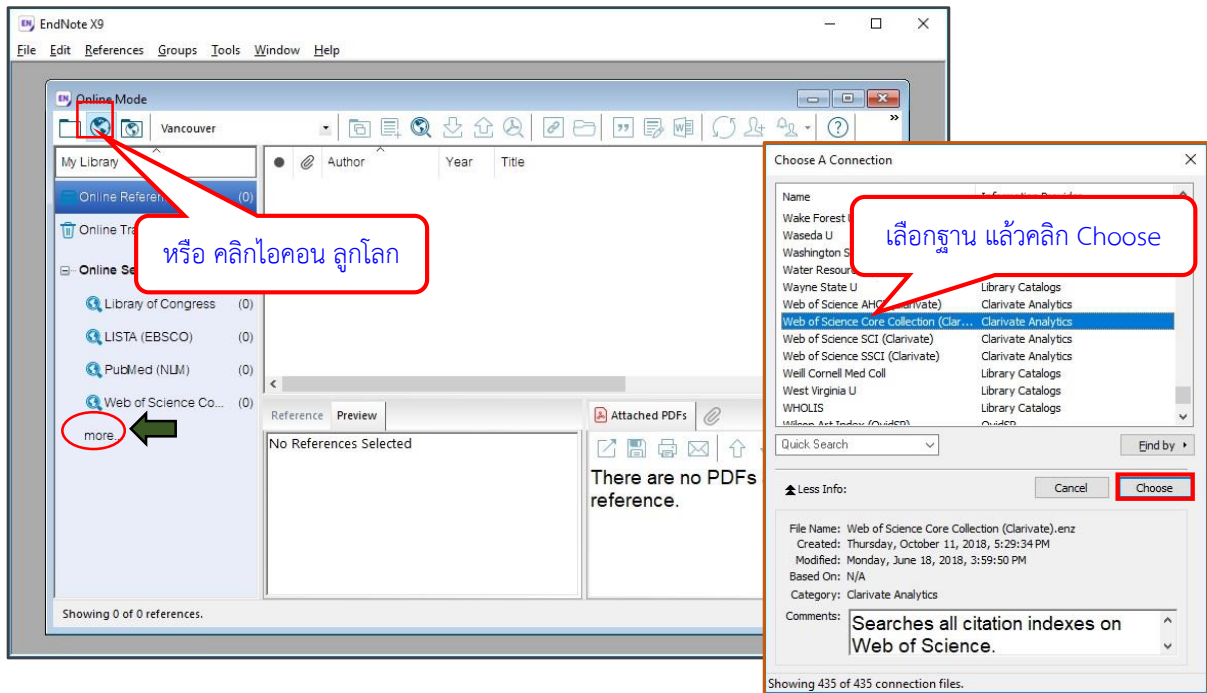 EndNote X9
File Edit References Groups Tools Window Help
Online Mode
Vancouver
My Library
Author Year Title
Online Referen (0)
Online Tra
Online Se
Library of Congress (0)
LISTA (EBSCO) (0)
PubMed (NLM) (0)
Web of Science Co... (0)
more...
หรือ คลิกไอคอน ลูกโลก
Reference Preview
No References Selected
Attached PDFs
There are no PDFs
reference.
Showing 0 of 0 references.
Choose A Connection
Name
เลือกฐาน แล้วคลิก Choose
Wake Forest
Waseda U
Washington S
Water Resour
Wayne State U Library Catalogs
Web of Science AHCI (Clarivate) Clarivate Analytics
Web of Science Core Collection (Clar... Clarivate Analytics
Web of Science SCI (Clarivate) Clarivate Analytics
Web of Science SSCI (Clarivate) Clarivate Analytics
Weill Cornell Med Coll Library Catalogs
West Virginia U Library Catalogs
WHOLIS Library Catalogs
Wilson Art Index (OvidSP) OvidSP
Quick Search Find by
Less Info: Cancel Choose
File Name: Web of Science Core Collection (Clarivate).enz
Created: Thursday, October 11, 2018, 5:29:34 PM
Modified: Monday, June 18, 2018, 3:59:50 PM
Based On: N/A
Category: Clarivate Analytics
Comments: Searches all citation indexes on
Web of Science.
Showing 435 of 435 connection files.